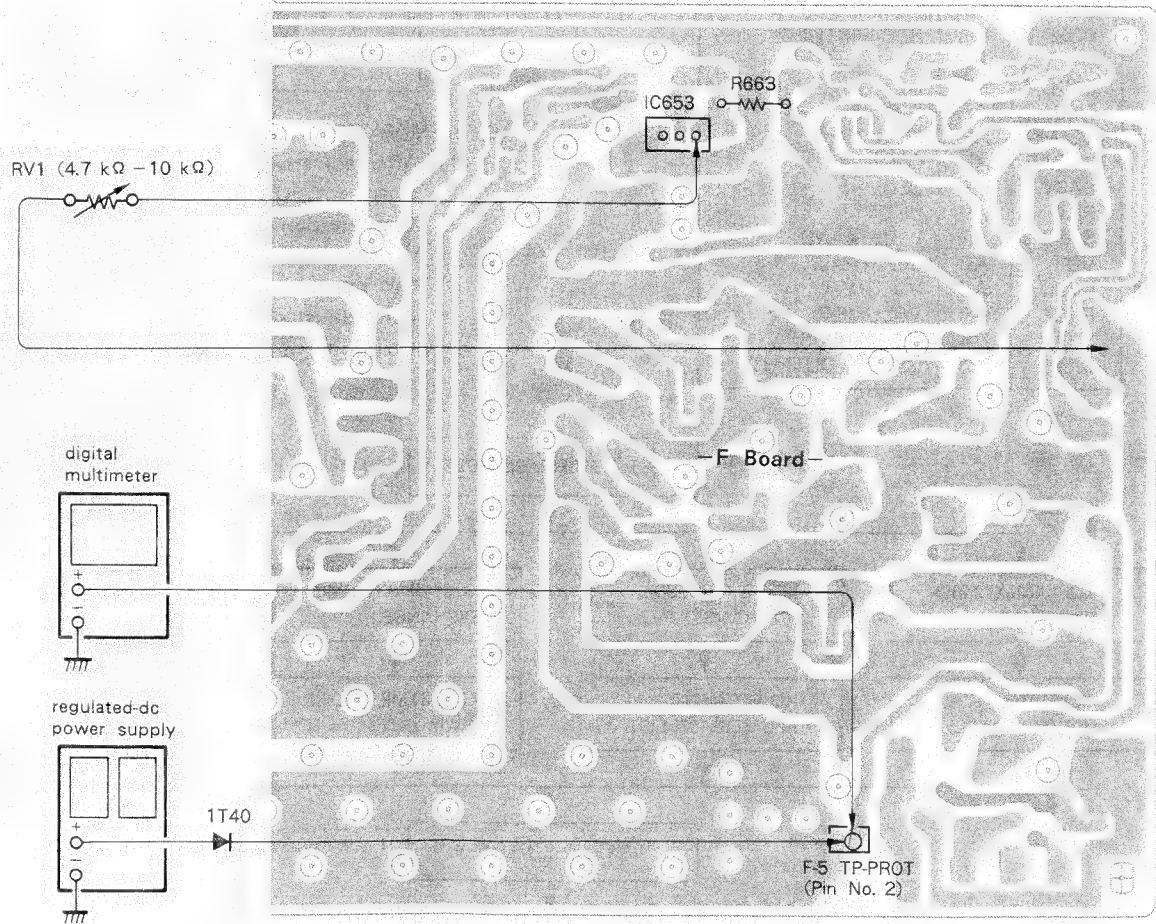 R663
IC653
RV1 (4.7 kΩ - 10 kΩ)
digital
multimeter
+
−
-F Board-
regulated-dc
power supply
+
−
1T40
F-5 TP-PROT
(Pin No. 2)